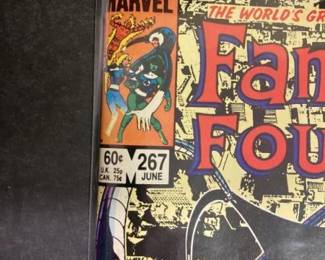 MARVEL
THE WORLD'S GR
Fan
FOU
60¢ 267
U.K. 25p
CAN. 75¢ JUNE